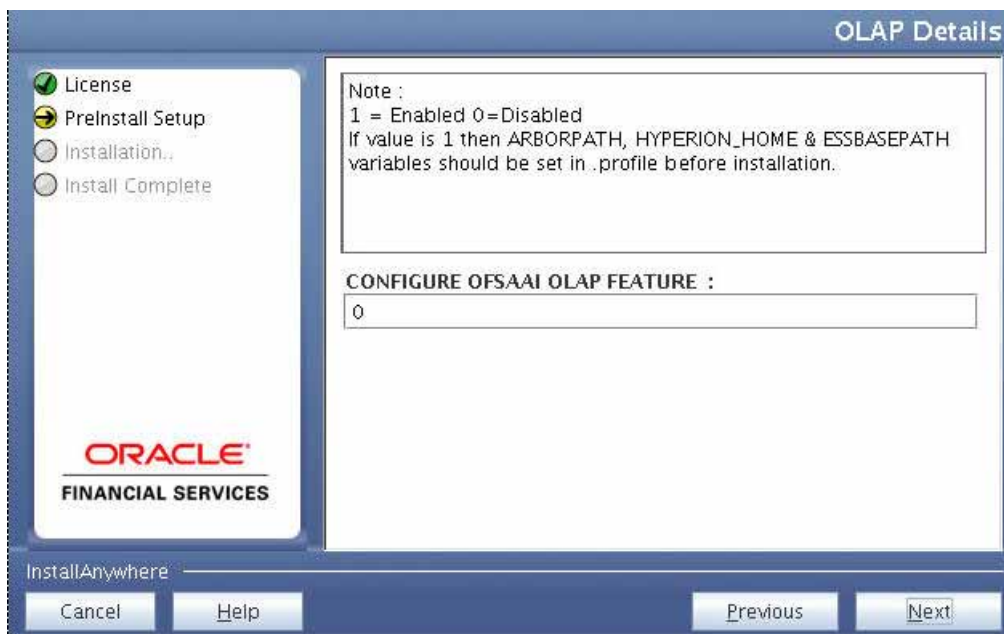 OLAP Details
License
PreInstall Setup
Installation..
Install Complete
ORACLE
FINANCIAL SERVICES
Note :
1 = Enabled 0=Disabled
If value is 1 then ARBORPATH, HYPERION_HOME & ESSBASEPATH
variables should be set in .profile before installation.
CONFIGURE OFSAAI OLAP FEATURE :
0
InstallAnywhere
Cancel
Help
Previous
Next